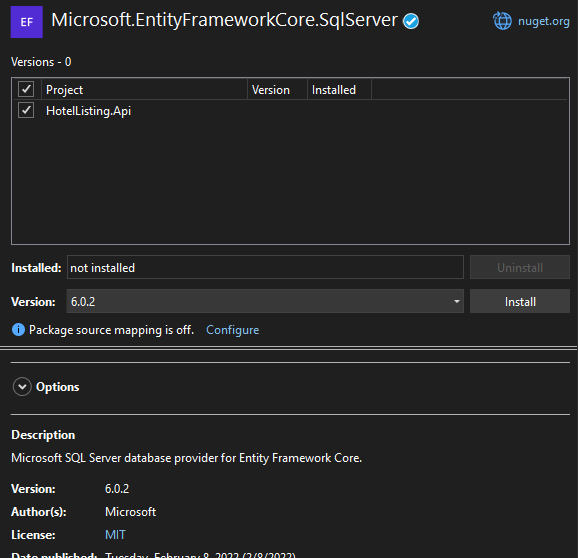 EF Microsoft.EntityFrameworkCore.SqlServer nuget.org
Versions - 0
Project Version Installed
HotelListing.Api
Installed: not installed Uninstall
Version: 6.0.2 Install
Package source mapping is off. Configure
Options
Description
Microsoft SQL Server database provider for Entity Framework Core.
Version: 6.0.2
Author(s): Microsoft
License: MIT
Date published: Tuesday, February 8, 2022 (2/8/2022)